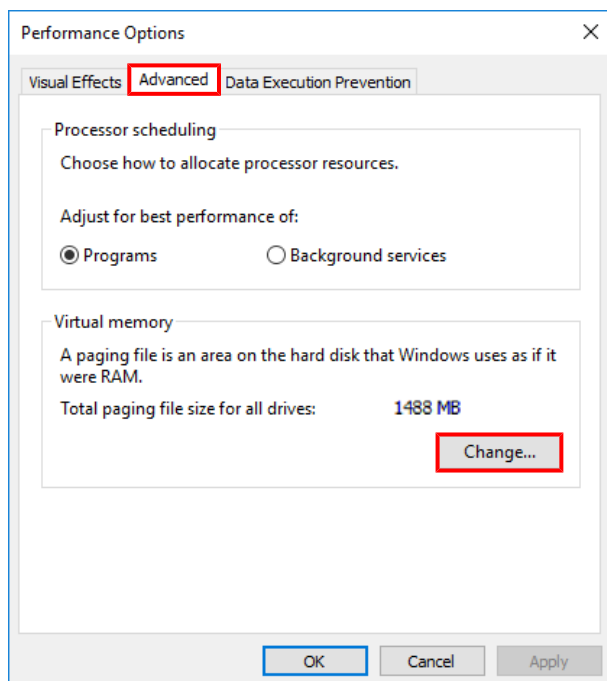 Performance Options
Visual Effects Advanced Data Execution Prevention
Processor scheduling
Choose how to allocate processor resources.
Adjust for best performance of:
Programs Background services
Virtual memory
A paging file is an area on the hard disk that Windows uses as if it
were RAM.
Total paging file size for all drives: 1488 MB
Change...
OK Cancel Apply